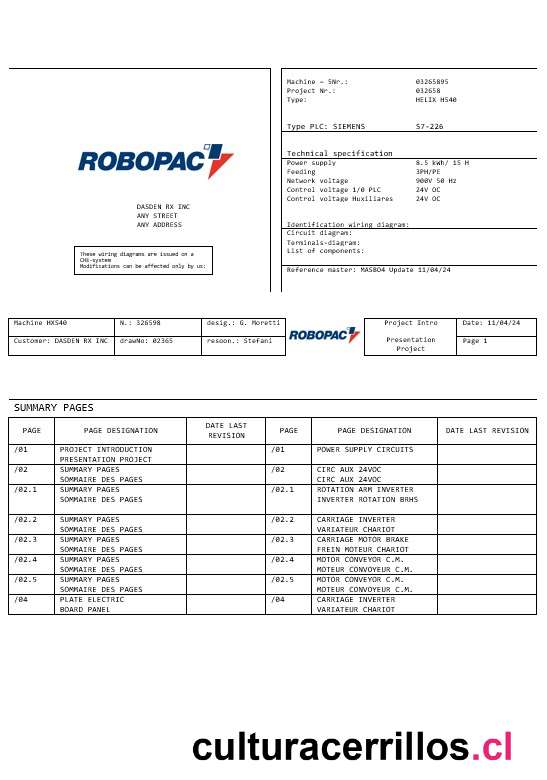 Machine – SNr.: 03265895
Project Nr.: 032658
Type: HELIX HS40
Type PLC: SIEMENS S7-226
ROBOPAC
Technical specification
Power supply 8.5 kWh/ 15 H
Feeding 3PH/PE
Network voltage 900V 50 Hz
Control voltage 1/0 PLC 24V OC
Control voltage Huxiliares 24V OC
DASDEN RX INC
ANY STREET
ANY ADDRESS
Identification wiring diagram:
Circuit diagram:
Terminals-diagram:
List of components:
These wiring diagrams are issued on a
CHs-system
Modifications can be affected only by us:
Reference master: MASB04 Update 11/04/24
Machine HXS40 N.: 326598 desig.: G. Moretti ROBOPAC Project Intro Date: 11/04/24
Customer: DASDEN RX INC drawNo: 02365 resoon.: Stefani Presentation Page 1
Project
SUMMARY PAGES
PAGE PAGE DESIGNATION DATE LAST REVISION PAGE PAGE DESIGNATION DATE LAST REVISION
/01 PROJECT INTRODUCTION /01 POWER SUPPLY CIRCUITS
PRESENTATION PROJECT
/02 SUMMARY PAGES /02 CIRC AUX 24VOC
SOMMAIRE DES PAGES CIRC AUX 24VOC
/02.1 SUMMARY PAGES /02.1 ROTATION ARM INVERTER
SOMMAIRE DES PAGES INVERTER ROTATION BRHS
/02.2 SUMMARY PAGES /02.2 CARRIAGE INVERTER
SOMMAIRE DES PAGES VARIATEUR CHARIOT
/02.3 SUMMARY PAGES /02.3 CARRIAGE MOTOR BRAKE
SOMMAIRE DES PAGES FREIN MOTEUR CHARIOT
/02.4 SUMMARY PAGES /02.4 MOTOR CONVEYOR C.M.
SOMMAIRE DES PAGES MOTEUR CONVOYEUR C.M.
/02.5 SUMMARY PAGES /02.5 MOTOR CONVEYOR C.M.
SOMMAIRE DES PAGES MOTEUR CONVOYEUR C.M.
/04 PLATE ELECTRIC /04 CARRIAGE INVERTER
BOARD PANEL VARIATEUR CHARIOT
culturacerrillos.cl